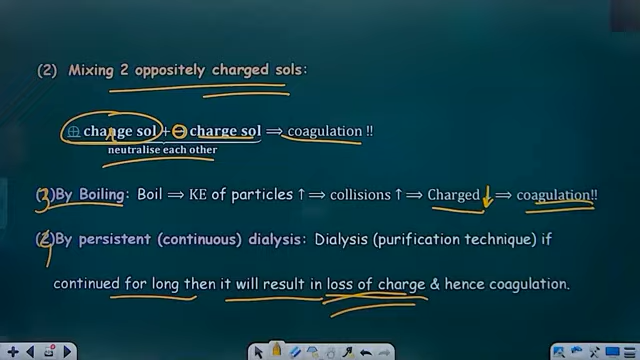 (2) Mixing 2 oppositely charged sols:
⊕ change sol + ⊖ charge sol ⇒ coagulation !!
neutralise each other
(3) By Boiling: Boil ⇒ KE of particles ↑ ⇒ collisions ↑ ⇒ Charged ↓ ⇒ coagulation!!
(4) By persistent (continuous) dialysis: Dialysis (purification technique) if
continued for long then it will result in loss of charge & hence coagulation.